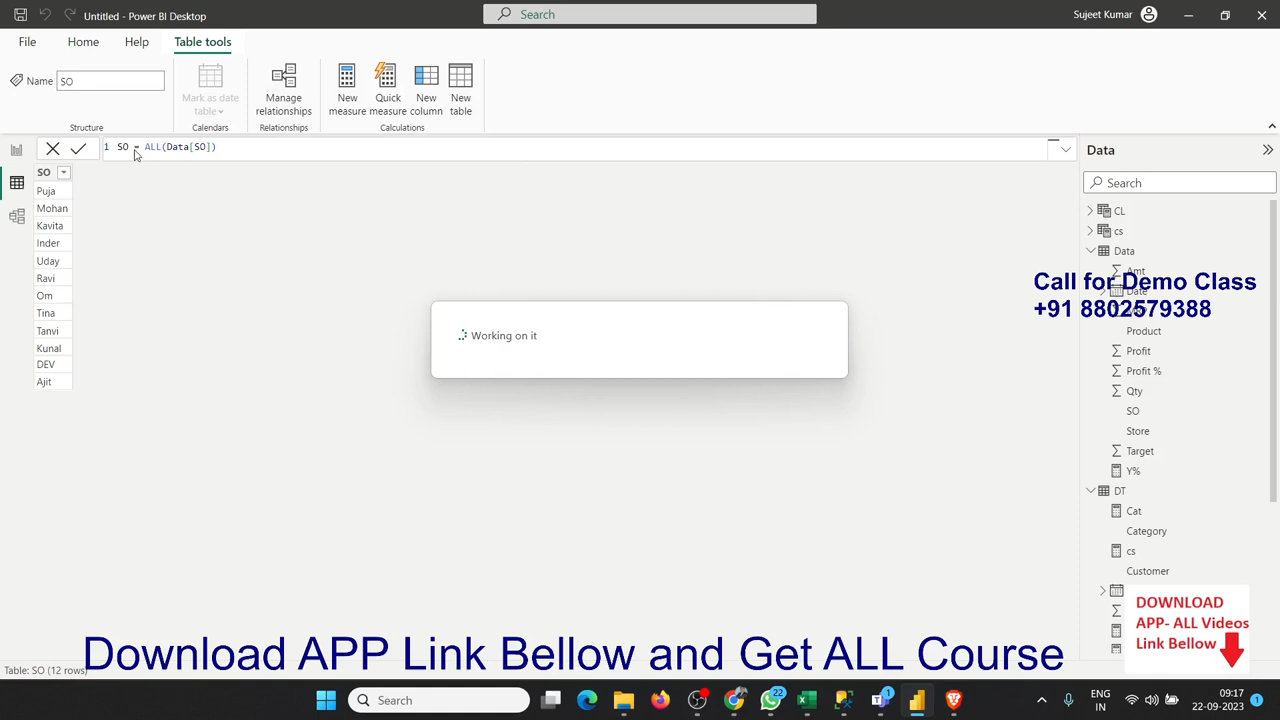 Untitled - Power BI Desktop
Search
Sujeet Kumar
File
Home
Help
Table tools
Name
SO
Mark as date
table
New
measure
Quick
measure
New
column
New
table
Manage
relationships
Structure
Calendars
Relationships
Calculations
1 SO = ALL(Data[SO])
SO
Puja
Mohan
Kavita
Inder
Uday
Ravi
Om
Tina
Tanvi
Kunal
DEV
Ajit
Working on it
Data
Search
CL
cs
Data
Amt
Date
Call for Demo Class
+91 8802579388
Product
Profit
Profit %
Qty
SO
Store
Target
Y%
DT
Cat
Category
cs
Customer
DOWNLOAD
APP- ALL Videos
Link Bellow
Download APP Link Bellow and Get ALL Course
Table: SO (12 rows)
Search
22
1
ENG
IN
09:17
22-09-2023